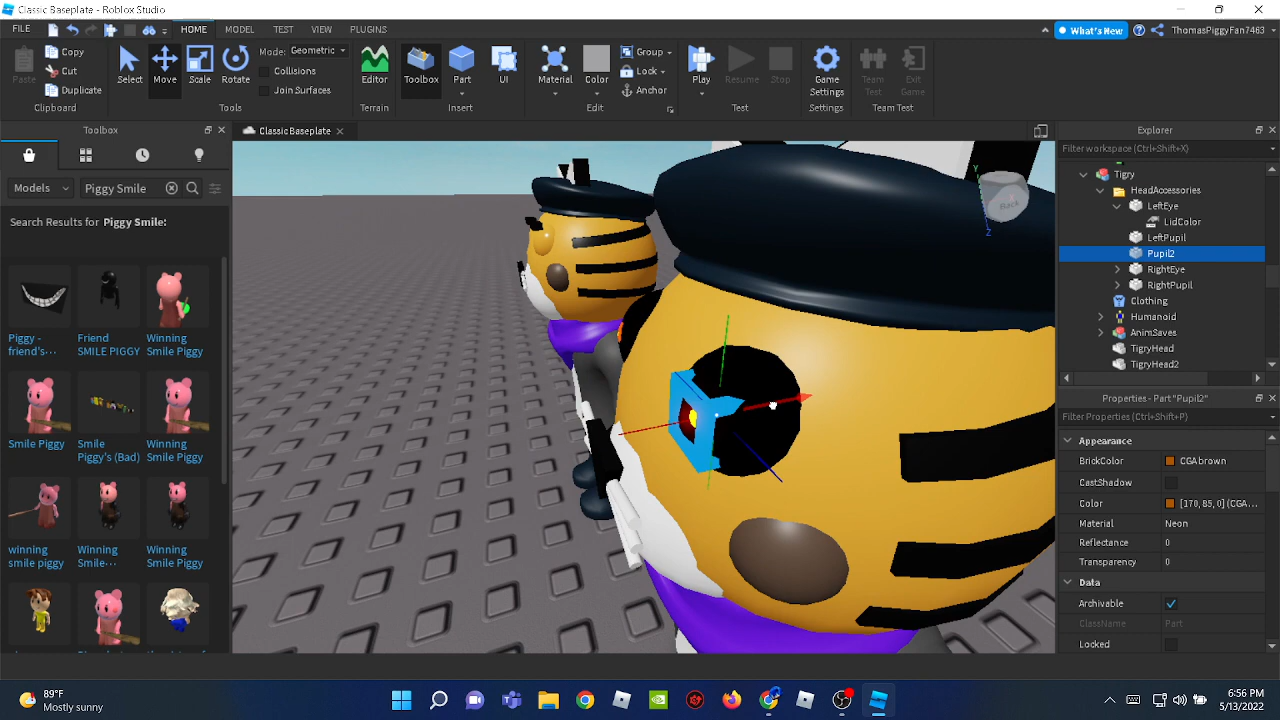 Classic Baseplate - Roblox Studio
FILE HOME MODEL TEST VIEW PLUGINS What's New ThomasPiggyFan7463
Paste Copy Cut Duplicate Select Move Scale Rotate Mode: Geometric Collisions Join Surfaces Editor Toolbox Part UI Material Color Group Lock Anchor Play Resume Stop Game Settings Team Test Exit Game
Clipboard Tools Terrain Insert Edit Test Settings Team Test
Toolbox
Classic Baseplate
Explorer
Filter workspace (Ctrl+Shift+X)
Models Piggy Smile
Search Results for Piggy Smile:
Piggy - friend's…
Friend SMILE PIGGY
Winning Smile Piggy
Smile Piggy
Smile Piggy's (Bad)
Winning Smile Piggy
winning smile piggy
Winning Smile…
Winning Smile Piggy
Back
Y
Z
Tigry
HeadAccessories
LeftEye
LidColor
LeftPupil
Pupil2
RightEye
RightPupil
Clothing
Humanoid
AnimSaves
TigryHead
TigryHead2
Properties - Part "Pupil2"
Filter Properties (Ctrl+Shift+P)
Appearance
BrickColor CGA brown
CastShadow
Color [170, 85, 0] (CGA...
Material Neon
Reflectance 0
Transparency 0
Data
Archivable
ClassName Part
Locked
89°F
Mostly sunny
6:56 PM
5/13/2022